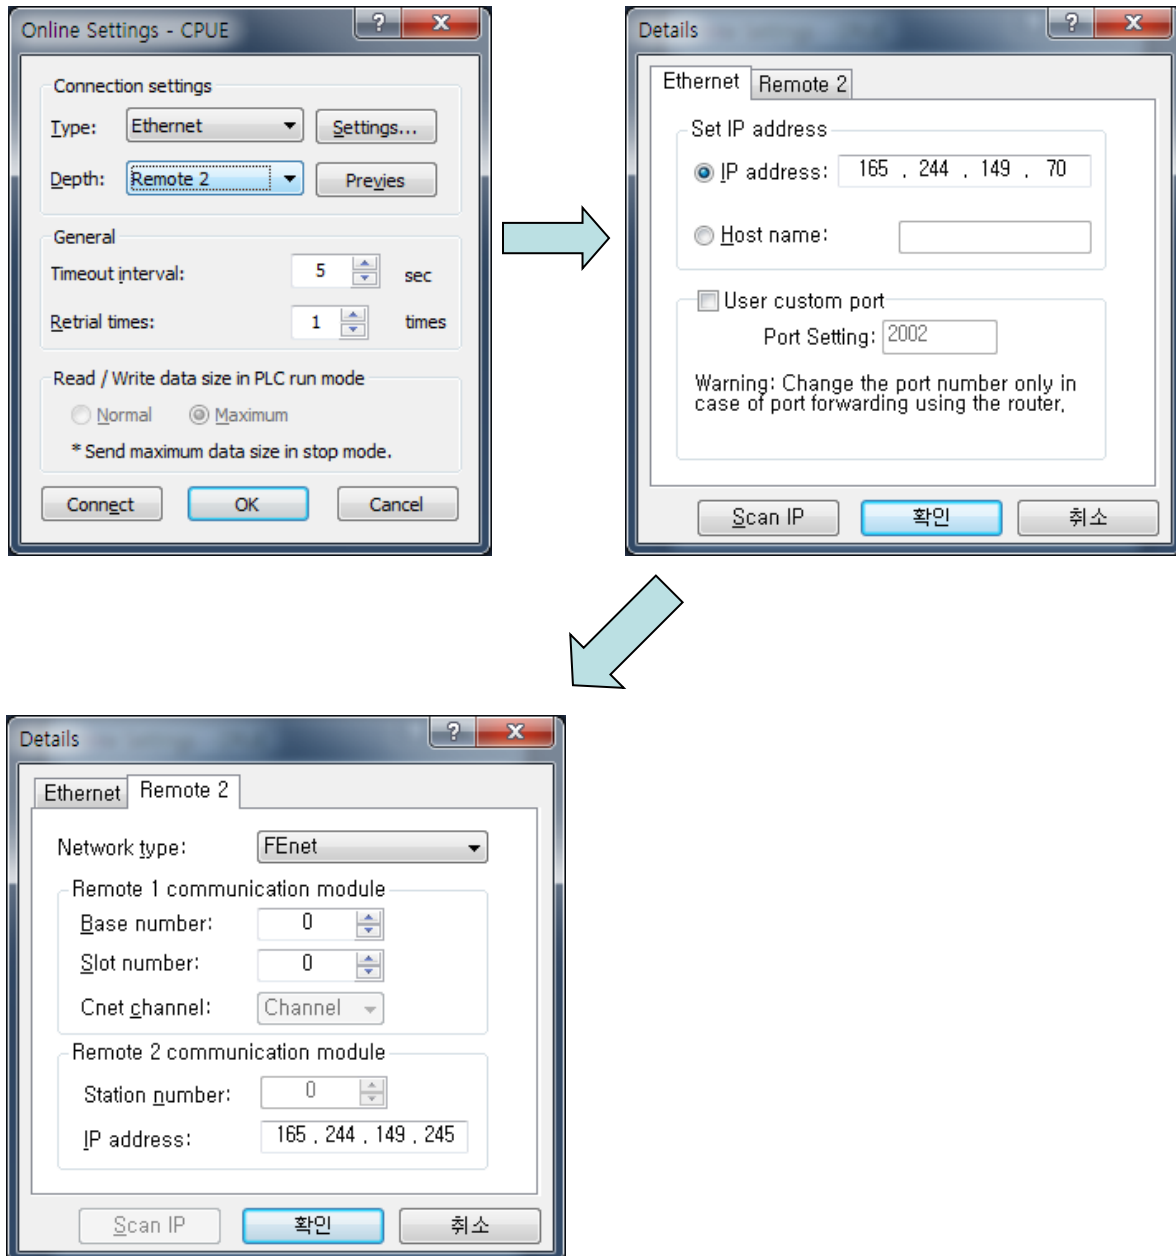 Online Settings - CPUE
Connection settings
Type: Ethernet Settings...
Depth: Remote 2 Previes
General
Timeout interval: 5 sec
Retrial times: 1 times
Read / Write data size in PLC run mode
Normal Maximum
* Send maximum data size in stop mode.
Connect OK Cancel
Details
Ethernet Remote 2
Set IP address
IP address: 165 . 244 . 149 . 70
Host name:
User custom port
Port Setting: 2002
Warning: Change the port number only in
case of port forwarding using the router.
Scan IP 확인 취소
Details
Ethernet Remote 2
Network type: FEnet
Remote 1 communication module
Base number: 0
Slot number: 0
Cnet channel: Channel
Remote 2 communication module
Station number: 0
IP address: 165 . 244 . 149 . 245
Scan IP 확인 취소